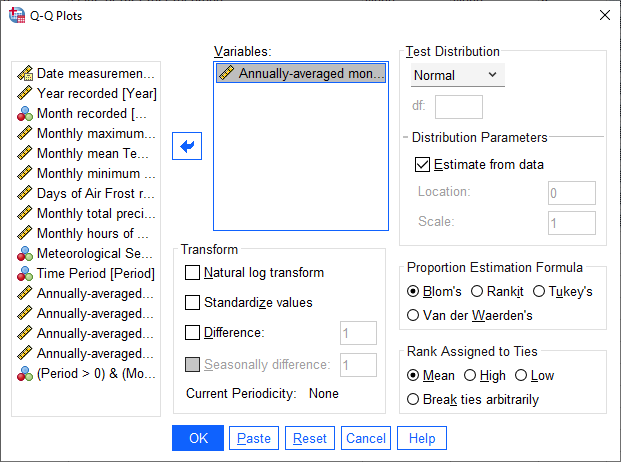 Q-Q Plots
Date measuremen...
Year recorded [Year]
Month recorded [...
Monthly maximum...
Monthly mean Te...
Monthly minimum ...
Days of Air Frost r...
Monthly total preci...
Monthly hours of ...
Meteorological Se...
Time Period [Period]
Annually-averaged...
Annually-averaged...
Annually-averaged...
Annually-averaged...
(Period > 0) & (Mo...
Variables:
Annually-averaged mon...
Transform
Natural log transform
Standardize values
Difference: 1
Seasonally difference: 1
Current Periodicity: None
Test Distribution
Normal
df:
Distribution Parameters
Estimate from data
Location: 0
Scale: 1
Proportion Estimation Formula
Blom's Rankit Tukey's
Van der Waerden's
Rank Assigned to Ties
Mean High Low
Break ties arbitrarily
OK Paste Reset Cancel Help